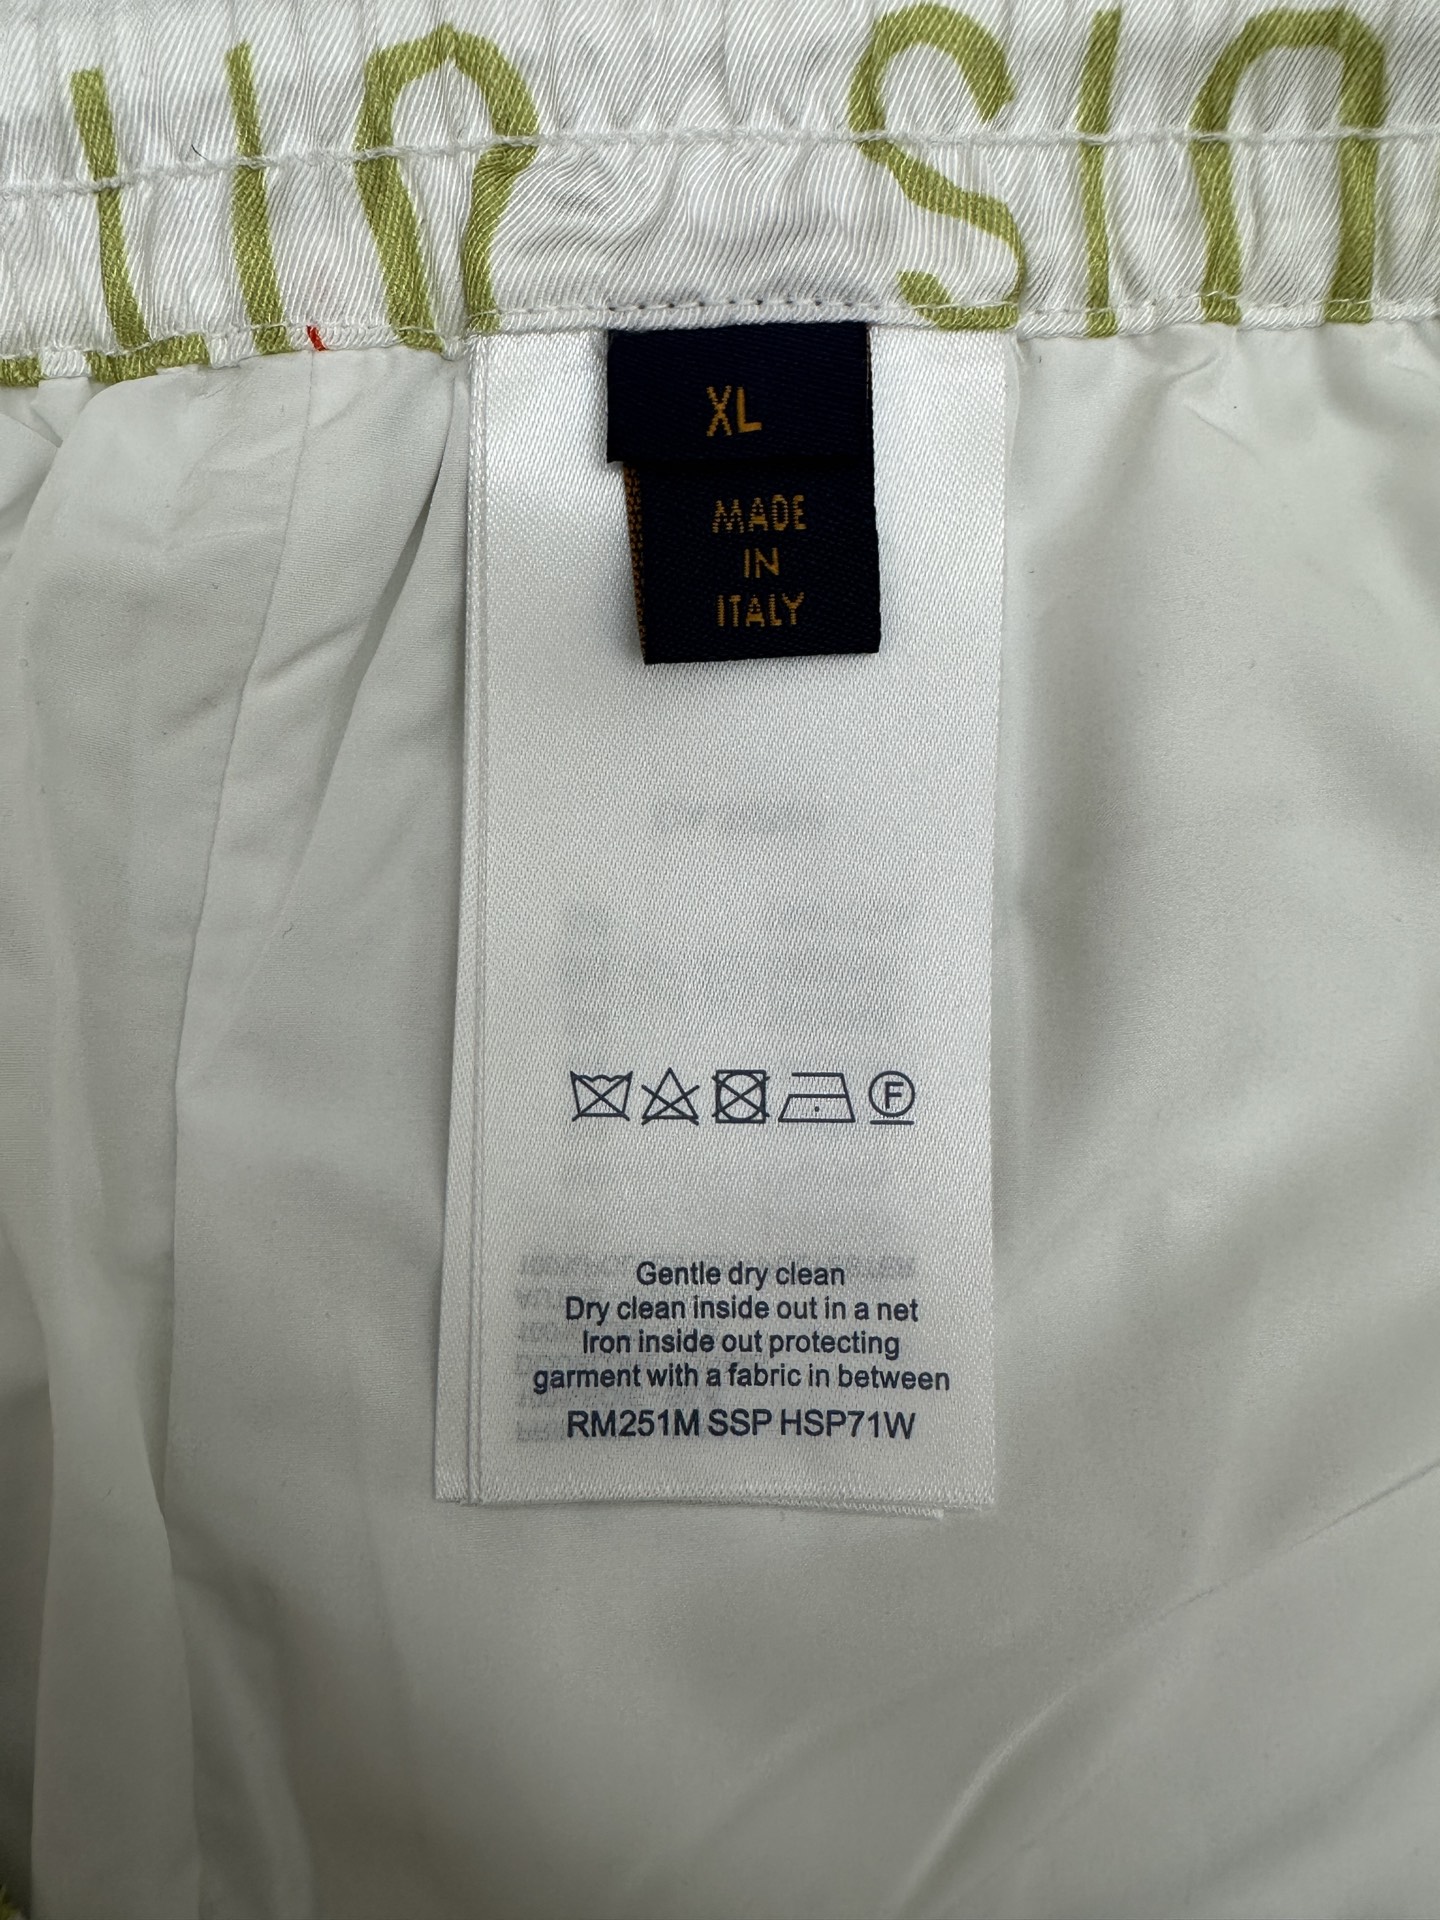 XL
MADE
IN
ITALY
F
Gentle dry clean
Dry clean inside out in a net
Iron inside out protecting
garment with a fabric in between
RM251M SSP HSP71W